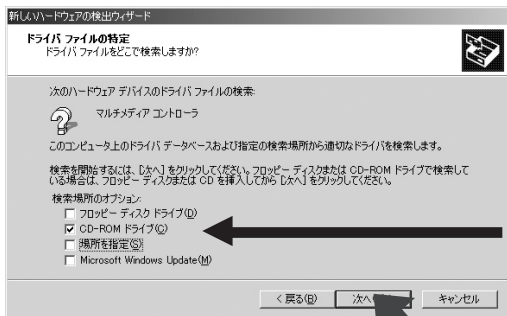 新しいハードウェアの検出ウィザード
ドライバ ファイルの特定
ドライバ ファイルをどこで検索しますか?
次のハードウェア デバイスのドライバ ファイルの検索:
マルチメディア コントローラ
このコンピュータ上のドライバ データベースおよび指定の検索場所から適切なドライバを検索します。
検索を開始するには、[次へ] をクリックしてください。フロッピー ディスクまたは CD-ROM ドライブで検索して
いる場合は、フロッピー ディスクまたは CD を挿入してから [次へ] をクリックしてください。
検索場所のオプション:
フロッピー ディスク ドライブ(D)
CD-ROM ドライブ(C)
場所を指定(S)
Microsoft Windows Update(M)
< 戻る(B) 次へ キャンセル